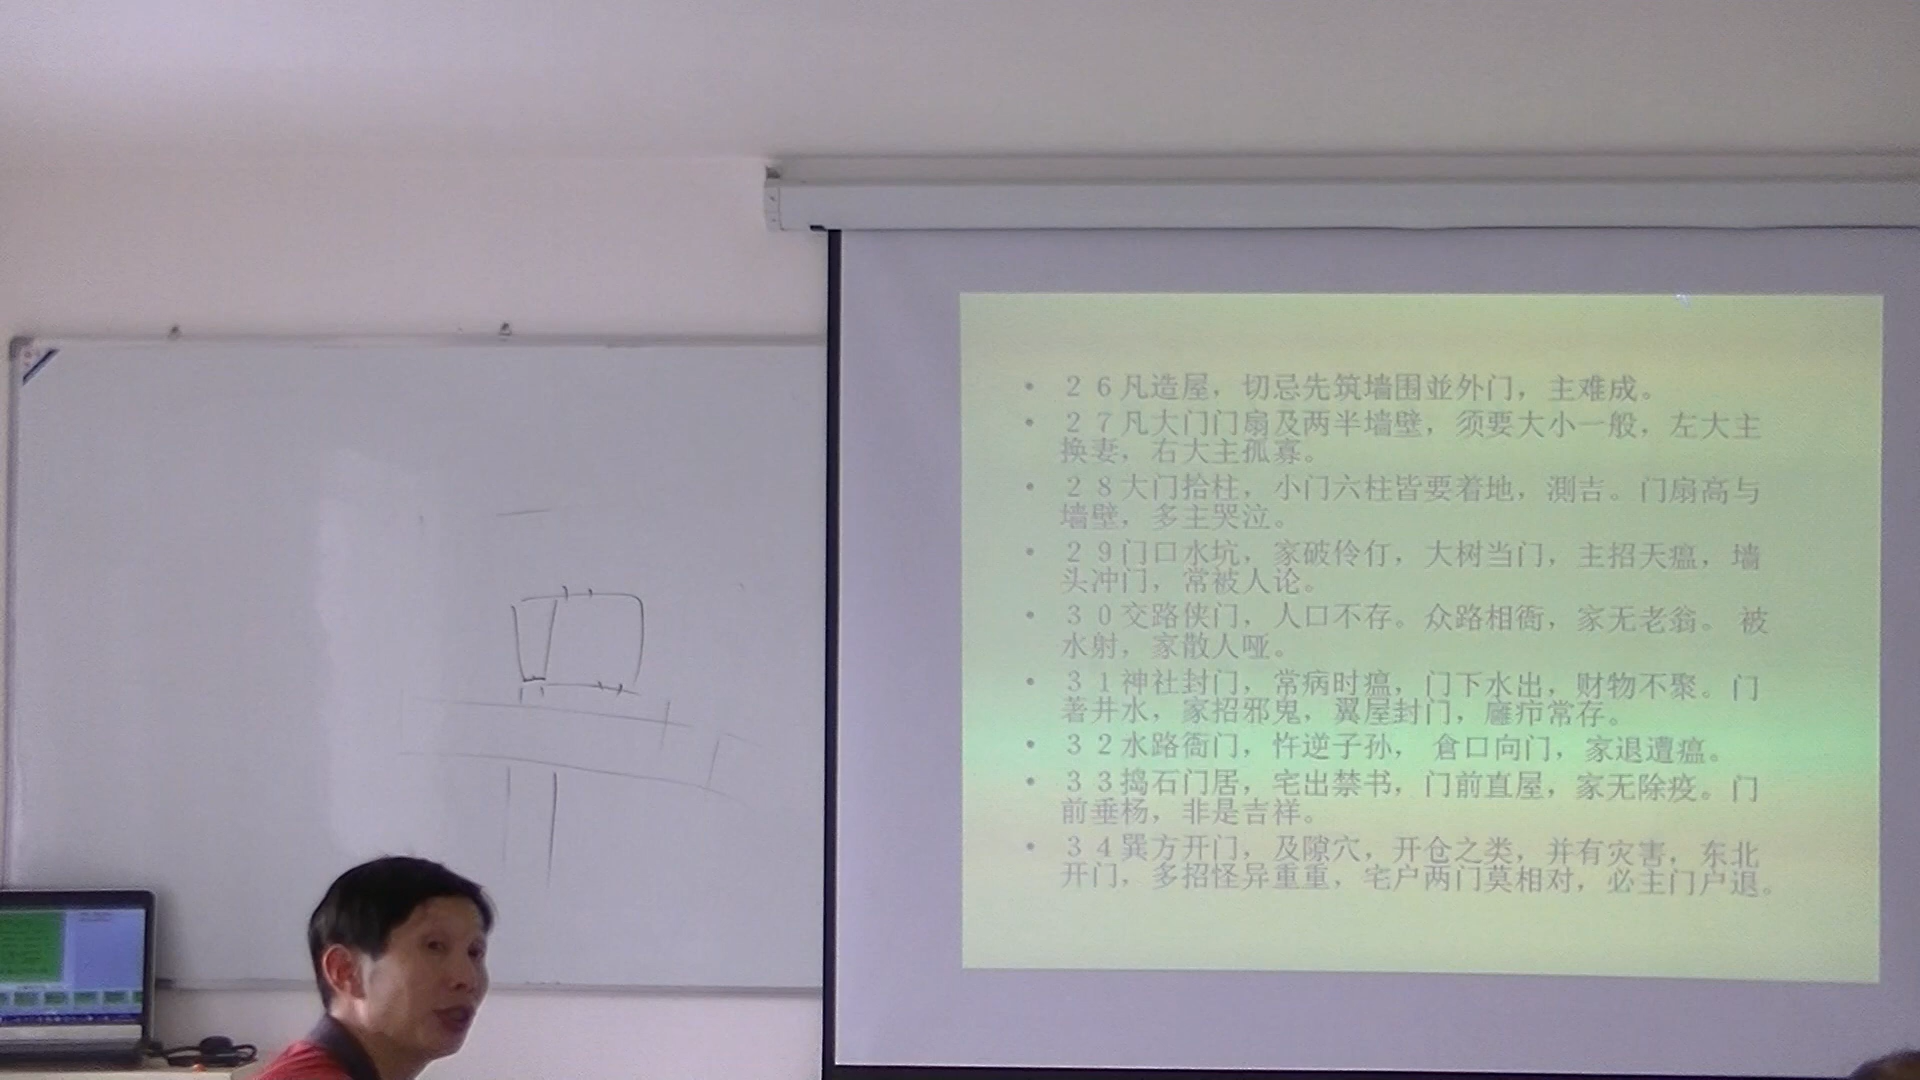 • 26凡造屋，切忌先筑墙围並外门，主难成。
• 27凡大门门扇及两半墙壁，须要大小一般，左大主
换妻，右大主孤寡。
• 28大门拾柱，小门六柱皆要着地，测吉。门扇高与
墙壁，多主哭泣。
• 29门口水坑，家破伶仃，大树当门，主招天瘟，墙
头冲门，常被人论。
• 30交路侠门，人口不存。众路相衙，家无老翁。 被
水射，家散人哑。
• 31神社封门，常病时瘟，门下水出，财物不聚。门
著井水，家招邪鬼，翼屋封门，廱疖常存。
• 32水路衙门，忤逆子孙， 倉口向门，家退遭瘟。
• 33捣石门居，宅出禁书，门前直屋，家无除疫。门
前垂杨，非是吉祥。
• 34巽方开门，及隙穴，开仓之类，并有灾害，东北
开门，多招怪异重重，宅户两门莫相对，必主门户退。